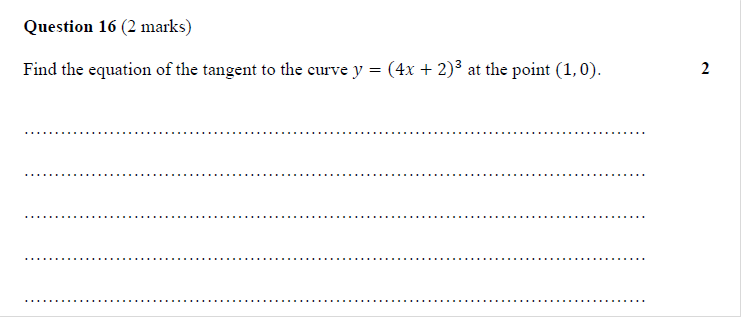 Question 16 (2 marks)
Find the equation of the tangent to the curve y = (4x + 2)³ at the point (1, 0). 2